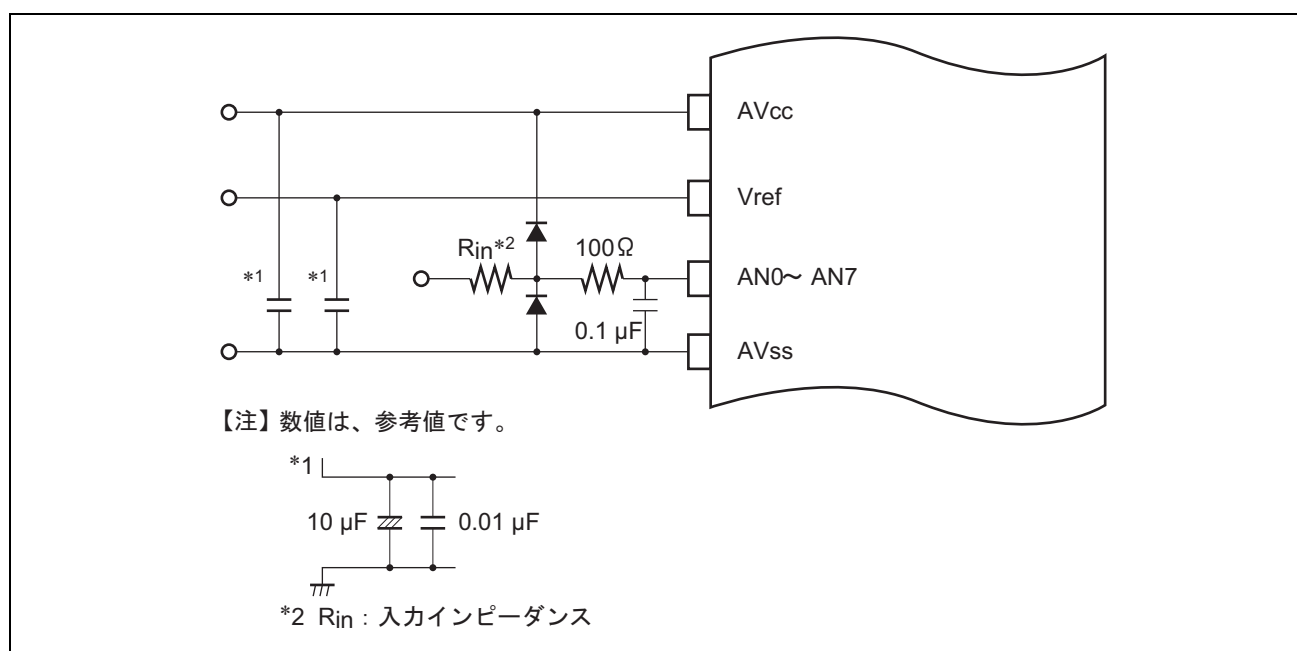 AVcc
Vref
Rin*2
100Ω
*1
*1
AN0〜 AN7
0.1 µF
AVss
【注】数値は、参考値です。
*1
10 µF
0.01 µF
*2 Rin : 入力インピーダンス